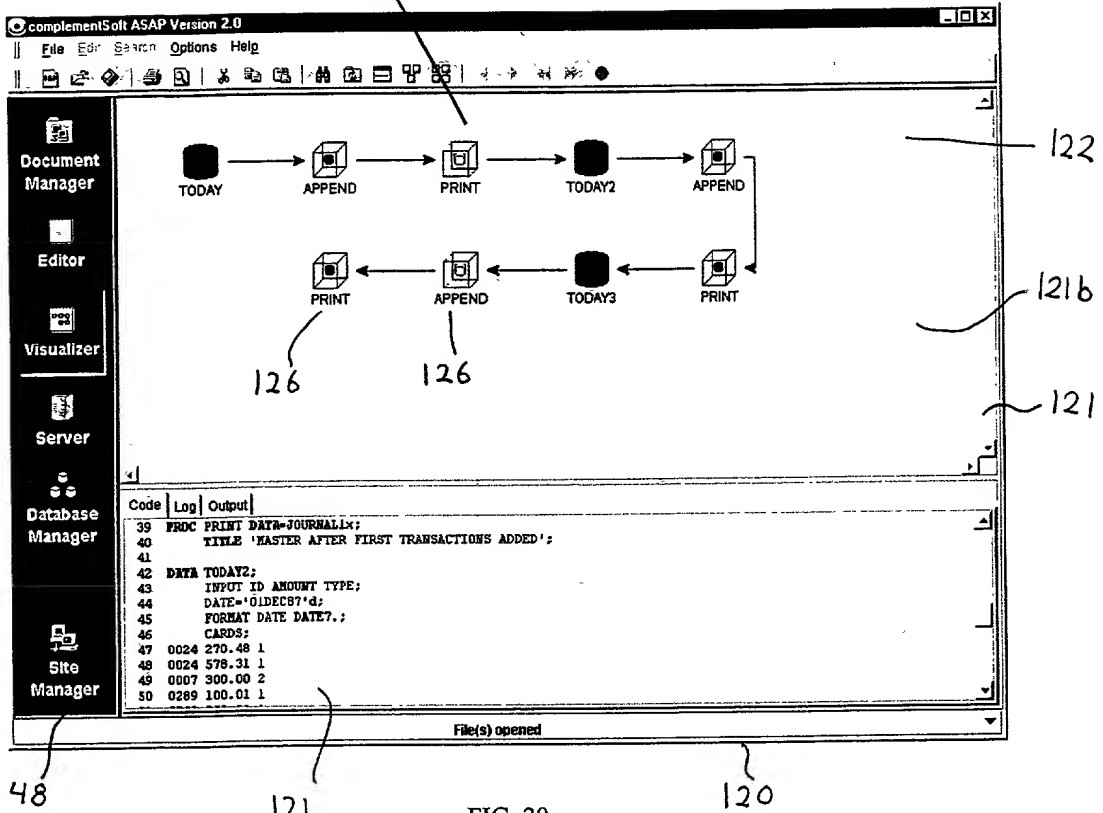 complementSoft ASAP Version 2.0
File Edit Search Options Help
Document
Manager
Editor
Visualizer
Server
Database
Manager
Site
Manager
TODAY APPEND PRINT TODAY2 APPEND
PRINT APPEND TODAY3 PRINT
122
121b
126 126
121
Code Log Output
39 PROC PRINT DATA=JOURNAL1x;
40 TITLE 'MASTER AFTER FIRST TRANSACTIONS ADDED';
41
42 DATA TODAY2;
43 INPUT ID AMOUNT TYPE;
44 DATE='01DEC87'd;
45 FORMAT DATE DATE7.;
46 CARDS;
47 0024 270.48 1
48 0024 578.31 1
49 0007 300.00 2
50 0289 100.01 1
File(s) opened
48 121 120